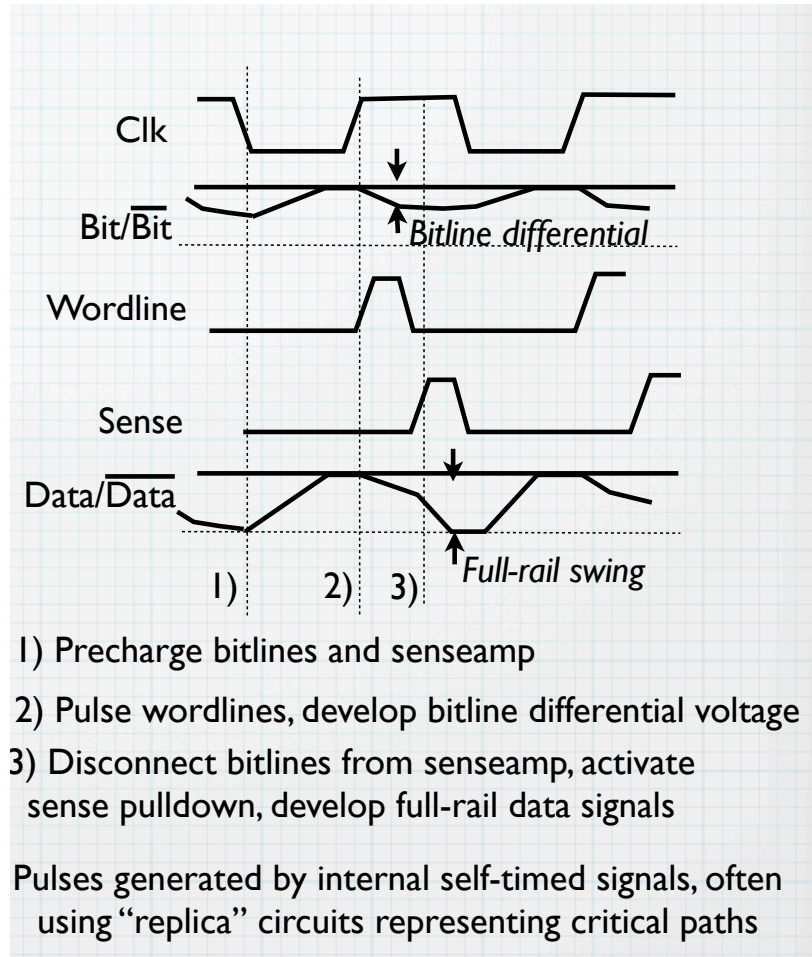 Clk
Bit/B̅i̅t̅
Bitline differential
Wordline
Sense
Data/D̅a̅t̅a̅
Full-rail swing
1) 2) 3)
1) Precharge bitlines and senseamp
2) Pulse wordlines, develop bitline differential voltage
3) Disconnect bitlines from senseamp, activate
sense pulldown, develop full-rail data signals
Pulses generated by internal self-timed signals, often
using “replica” circuits representing critical paths